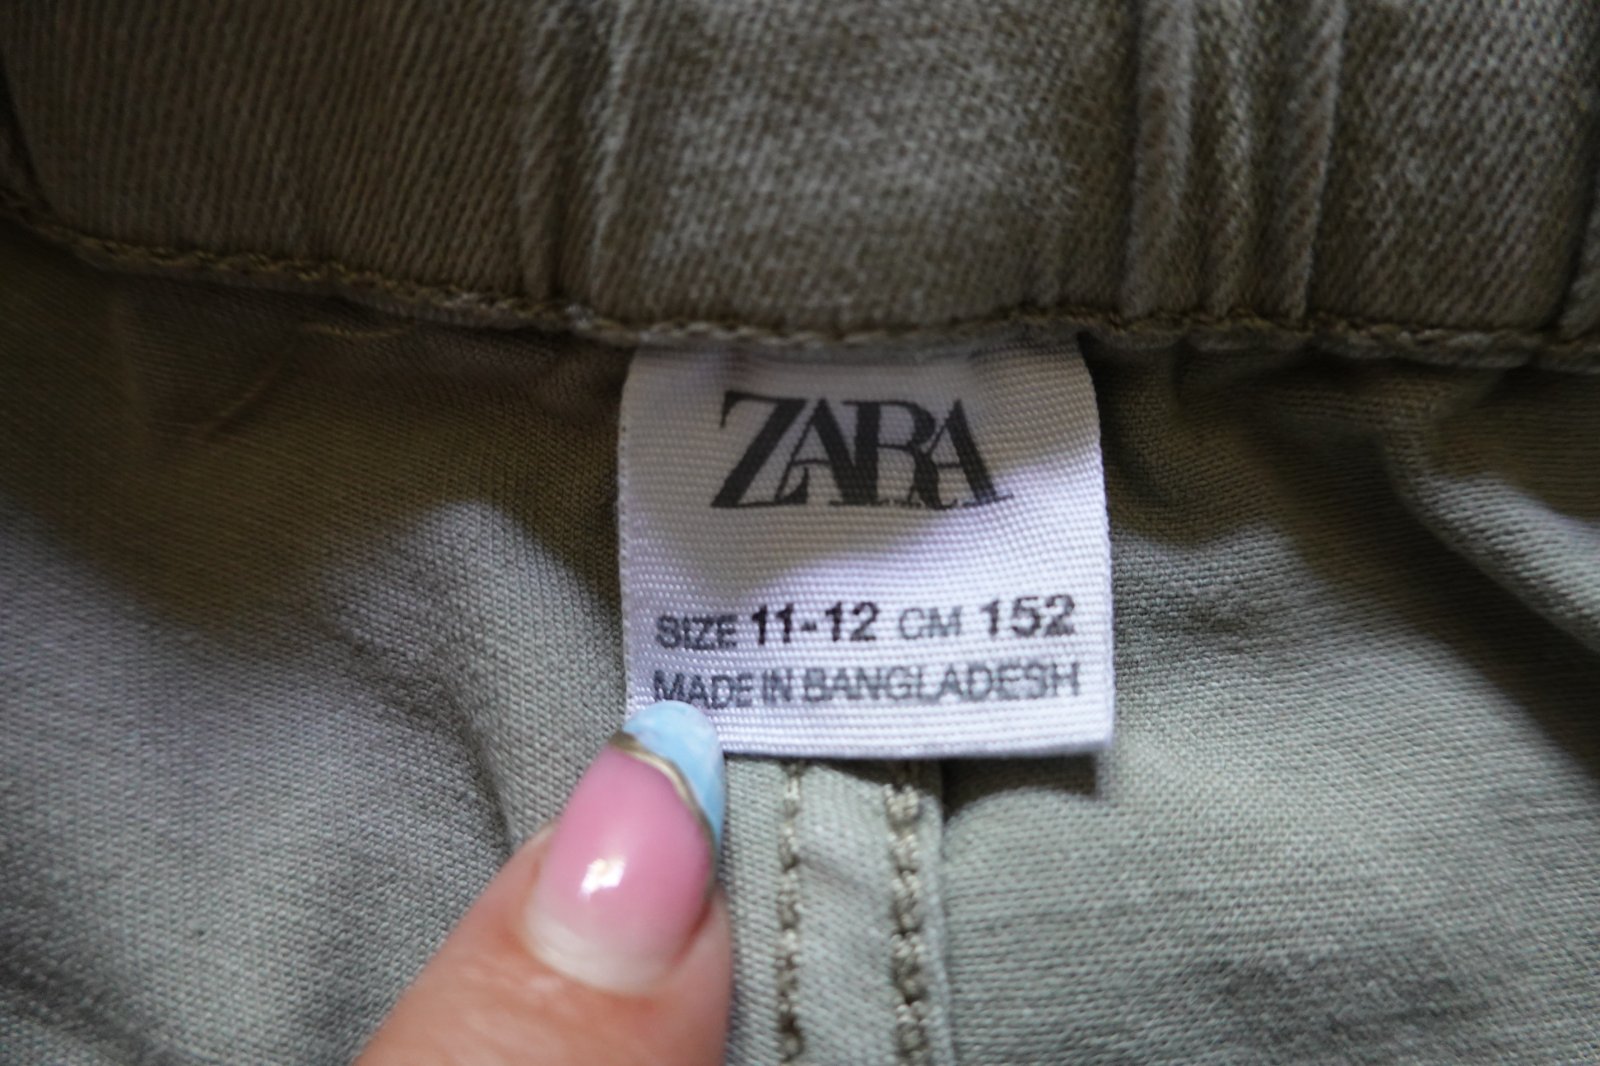 ZARA
SIZE 11-12 CM 152
MADE IN BANGLADESH